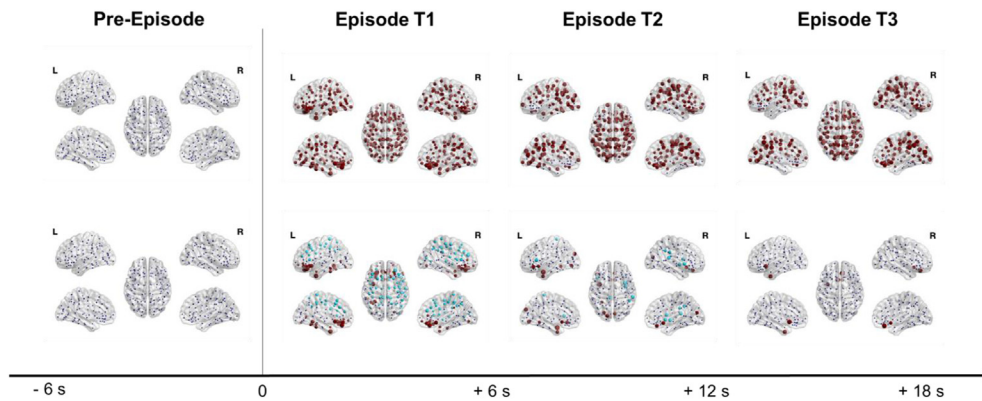 Pre-Episode Episode T1 Episode T2 Episode T3
L R L R L R L R
L R L R L R L R
- 6 s 0 + 6 s + 12 s + 18 s